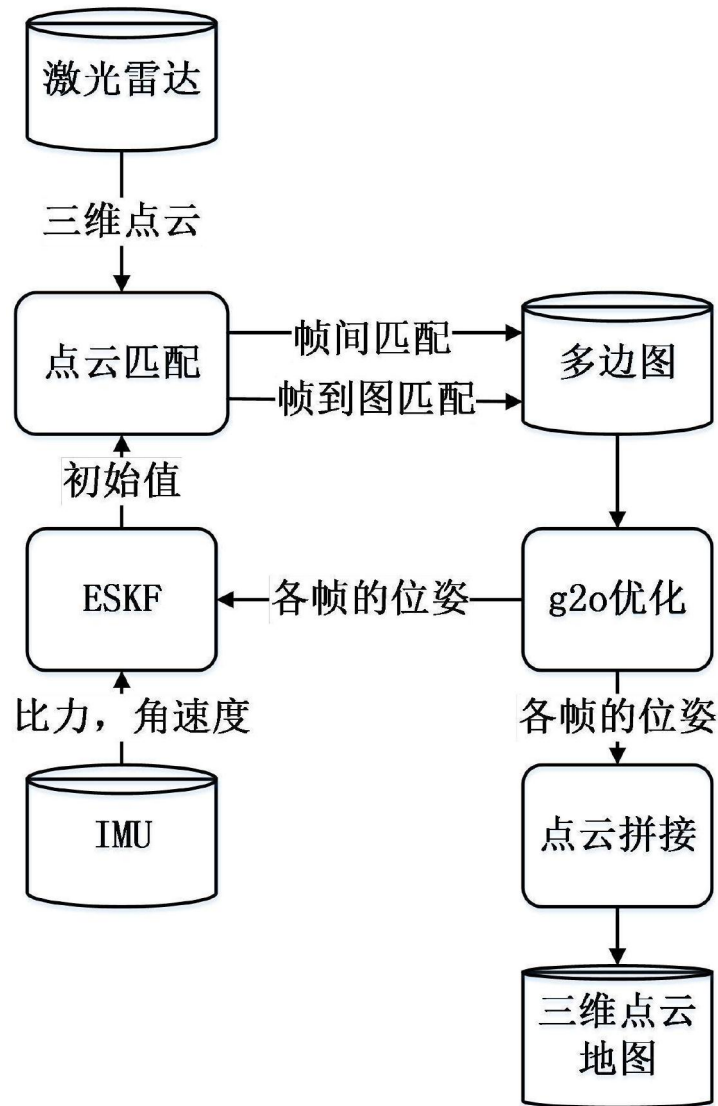 激光雷达
三维点云
点云匹配
帧间匹配
帧到图匹配
多边图
初始值
ESKF
各帧的位姿
g2o优化
比力，角速度
各帧的位姿
IMU
点云拼接
三维点云
地图